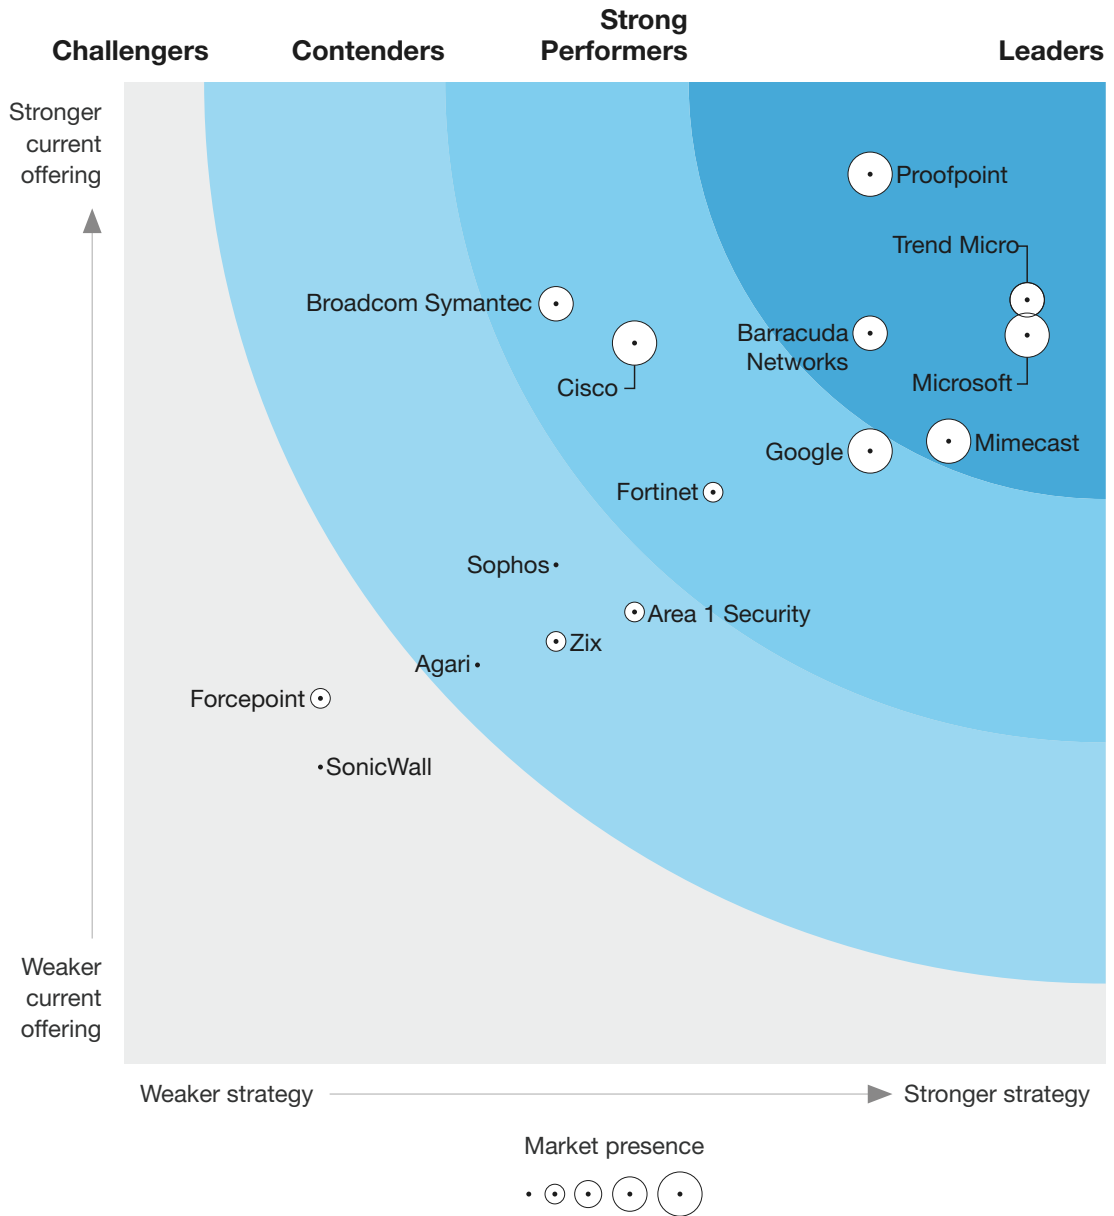 Challengers
Contenders
Strong
Performers
Leaders
Stronger
current
offering
Proofpoint
Trend Micro
Broadcom Symantec
Barracuda
Networks
Cisco
Microsoft
Google
Mimecast
Fortinet
Sophos
Area 1 Security
Zix
Agari
Forcepoint
SonicWall
Weaker
current
offering
Weaker strategy
Stronger strategy
Market presence